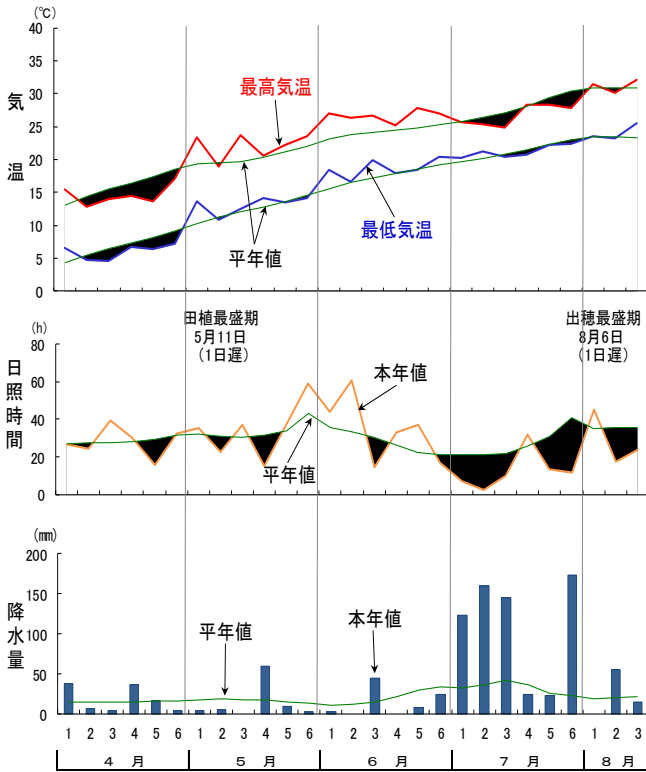 (℃)
40
35
30
25
20
15
10
5
0
気
温
最高気温
平年値
最低気温
田植最盛期
5月11日
（1日遅）
出穂最盛期
8月6日
（1日遅）
(h)
80
60
40
20
0
日
照
時
間
本年値
平年値
(mm)
200
150
100
50
0
降
水
量
平年値
本年値
1 2 3 4 5 6 1 2 3 4 5 6 1 2 3 4 5 6 1 2 3 4 5 6 1 2 3
4 月 5 月 6 月 7 月 8 月